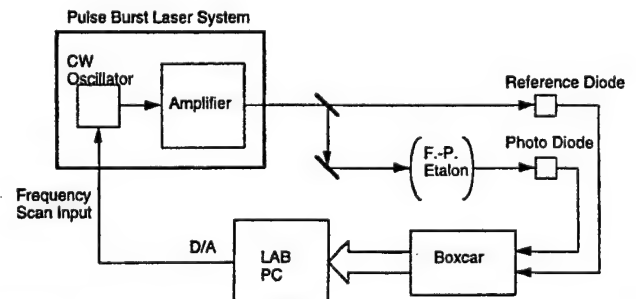 Pulse Burst Laser System
CW
Oscillator
Amplifier
Reference Diode
Photo Diode
F.-P.
Etalon
Frequency
Scan Input
D/A
LAB
PC
Boxcar